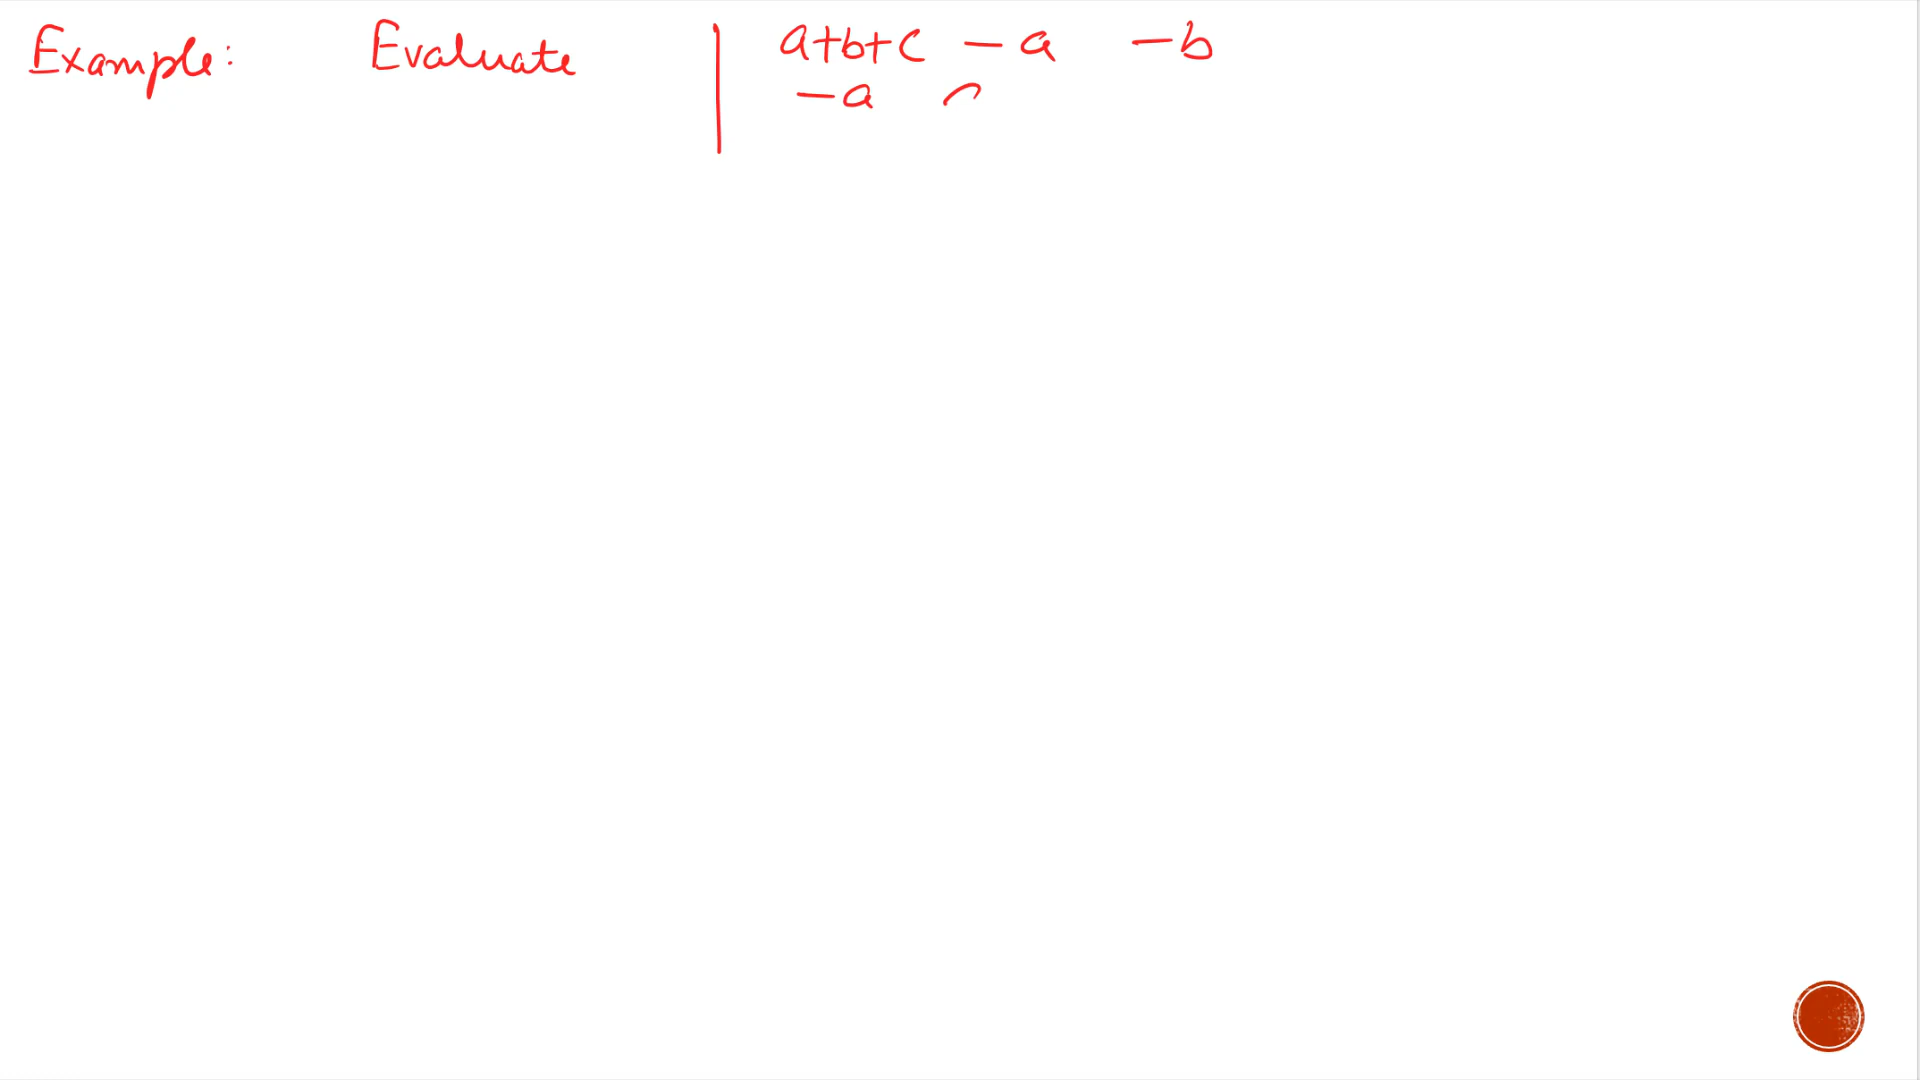 Example: Evaluate | a+b+c -a -b
-a